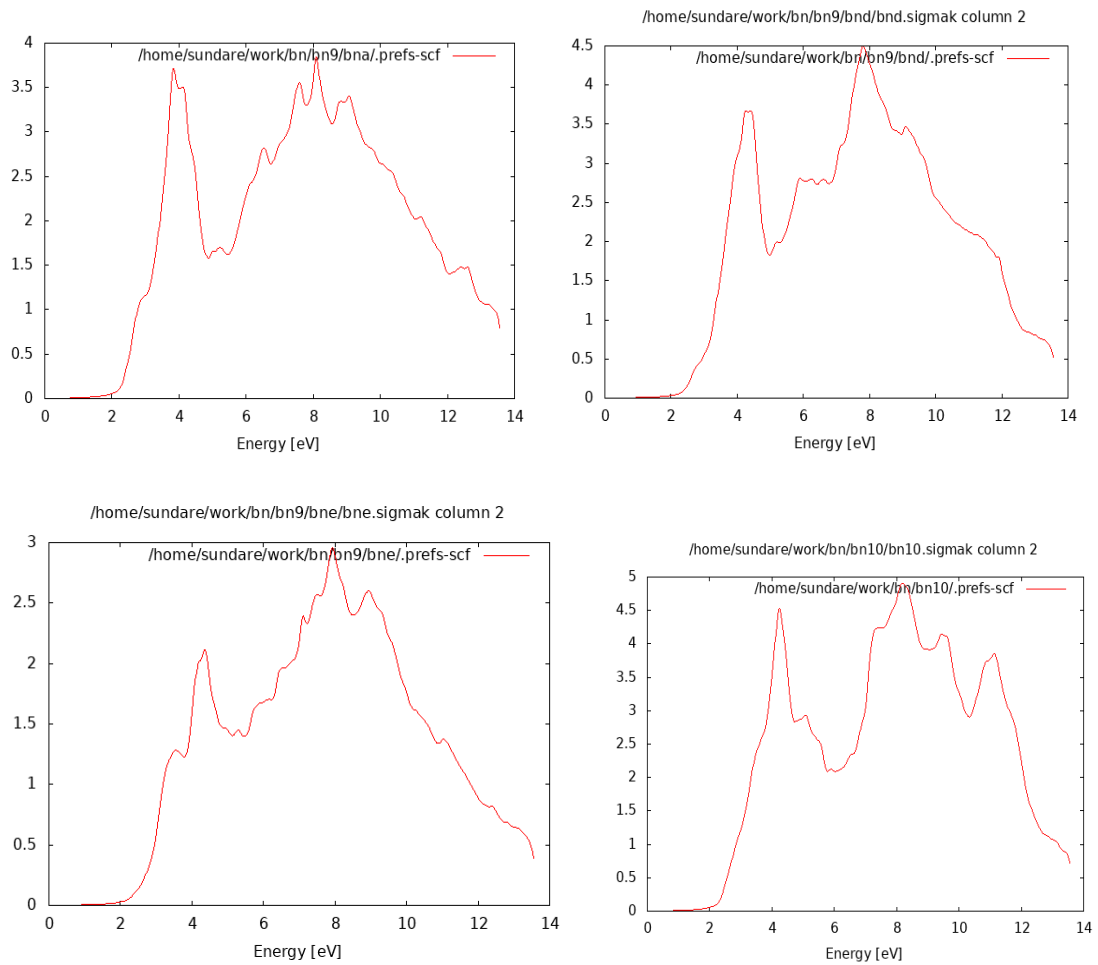 /home/sundare/work/bn/bn9/bna/.prefs-scf
4
3.5
3
2.5
2
1.5
1
0.5
0
0 2 4 6 8 10 12 14
Energy [eV]
/home/sundare/work/bn/bn9/bnd/bnd.sigmak column 2
/home/sundare/work/bn/bn9/bnd/.prefs-scf
4.5
4
3.5
3
2.5
2
1.5
1
0.5
0
0 2 4 6 8 10 12 14
Energy [eV]
/home/sundare/work/bn/bn9/bne/bne.sigmak column 2
/home/sundare/work/bn/bn9/bne/.prefs-scf
3
2.5
2
1.5
1
0.5
0
0 2 4 6 8 10 12 14
Energy [eV]
/home/sundare/work/bn/bn10/bn10.sigmak column 2
/home/sundare/work/bn/bn10/.prefs-scf
5
4.5
4
3.5
3
2.5
2
1.5
1
0.5
0
0 2 4 6 8 10 12 14
Energy [eV]